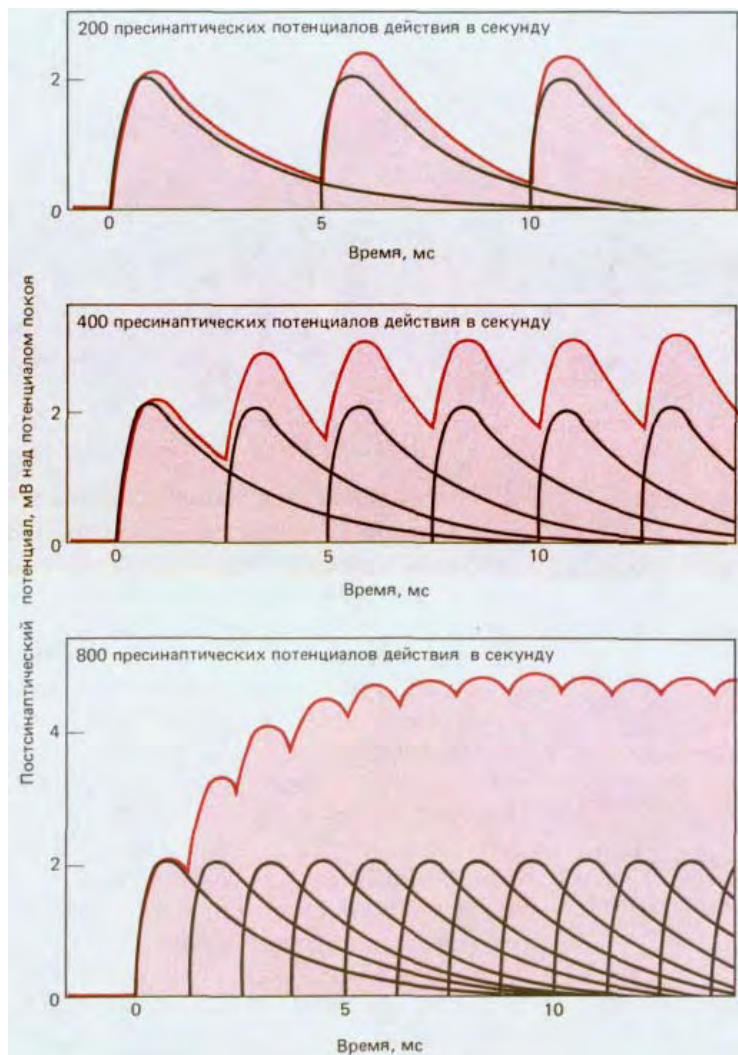 200 пресинаптических потенциалов действия в секунду
2
0
0
5
10
Время, мс
400 пресинаптических потенциалов действия в секунду
2
0
0
5
10
Время, мс
Постсинаптический потенциал, мВ над потенциалом покоя
800 пресинаптических потенциалов действия в секунду
4
2
0
0
5
10
Время, мс